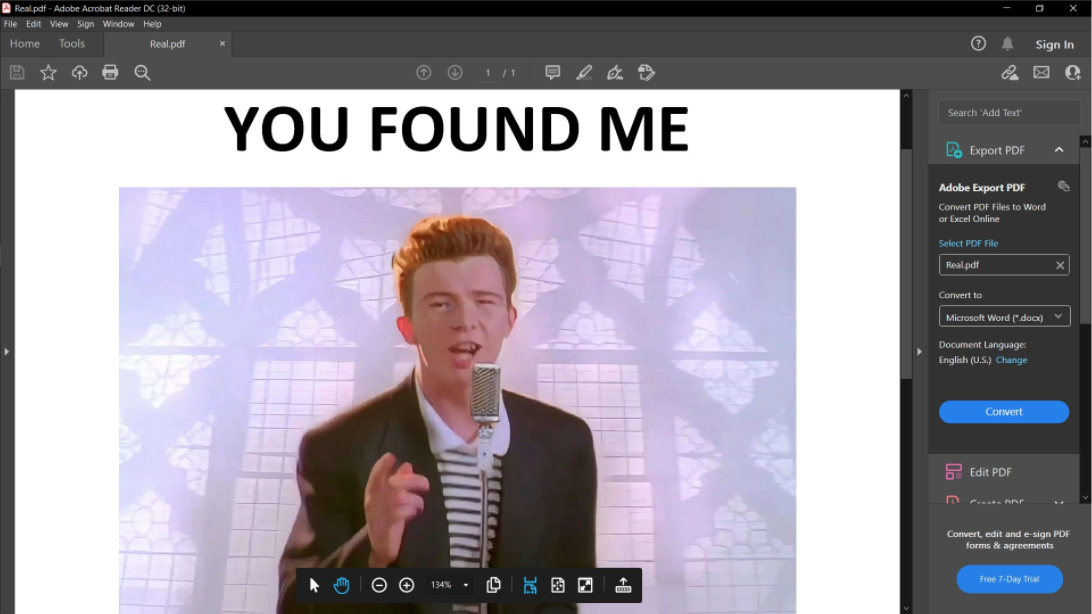 Real.pdf - Adobe Acrobat Reader DC (32-bit)
File Edit View Sign Window Help
Home Tools Real.pdf × Sign In
1 / 1
YOU FOUND ME
Search 'Add Text'
Export PDF
Adobe Export PDF
Convert PDF Files to Word
or Excel Online
Select PDF File
Real.pdf
Convert to
Microsoft Word (*.docx)
Document Language:
English (U.S.) Change
Convert
Edit PDF
Create PDF
Convert, edit and e-sign PDF
forms & agreements
Free 7-Day Trial
134%